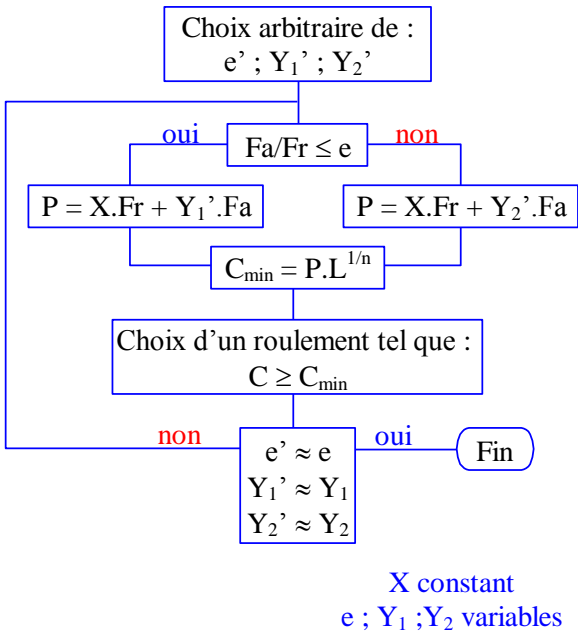 Choix arbitraire de :
e’ ; Y₁’ ; Y₂’
oui
Fa/Fr ≤ e
non
P = X.Fr + Y₁’.Fa
P = X.Fr + Y₂’.Fa
Cₘᵢₙ = P.L^{1/n}
Choix d’un roulement tel que :
C ≥ Cₘᵢₙ
non
e’ ≈ e
Y₁’ ≈ Y₁
Y₂’ ≈ Y₂
oui
Fin
X constant
e ; Y₁ ;Y₂ variables